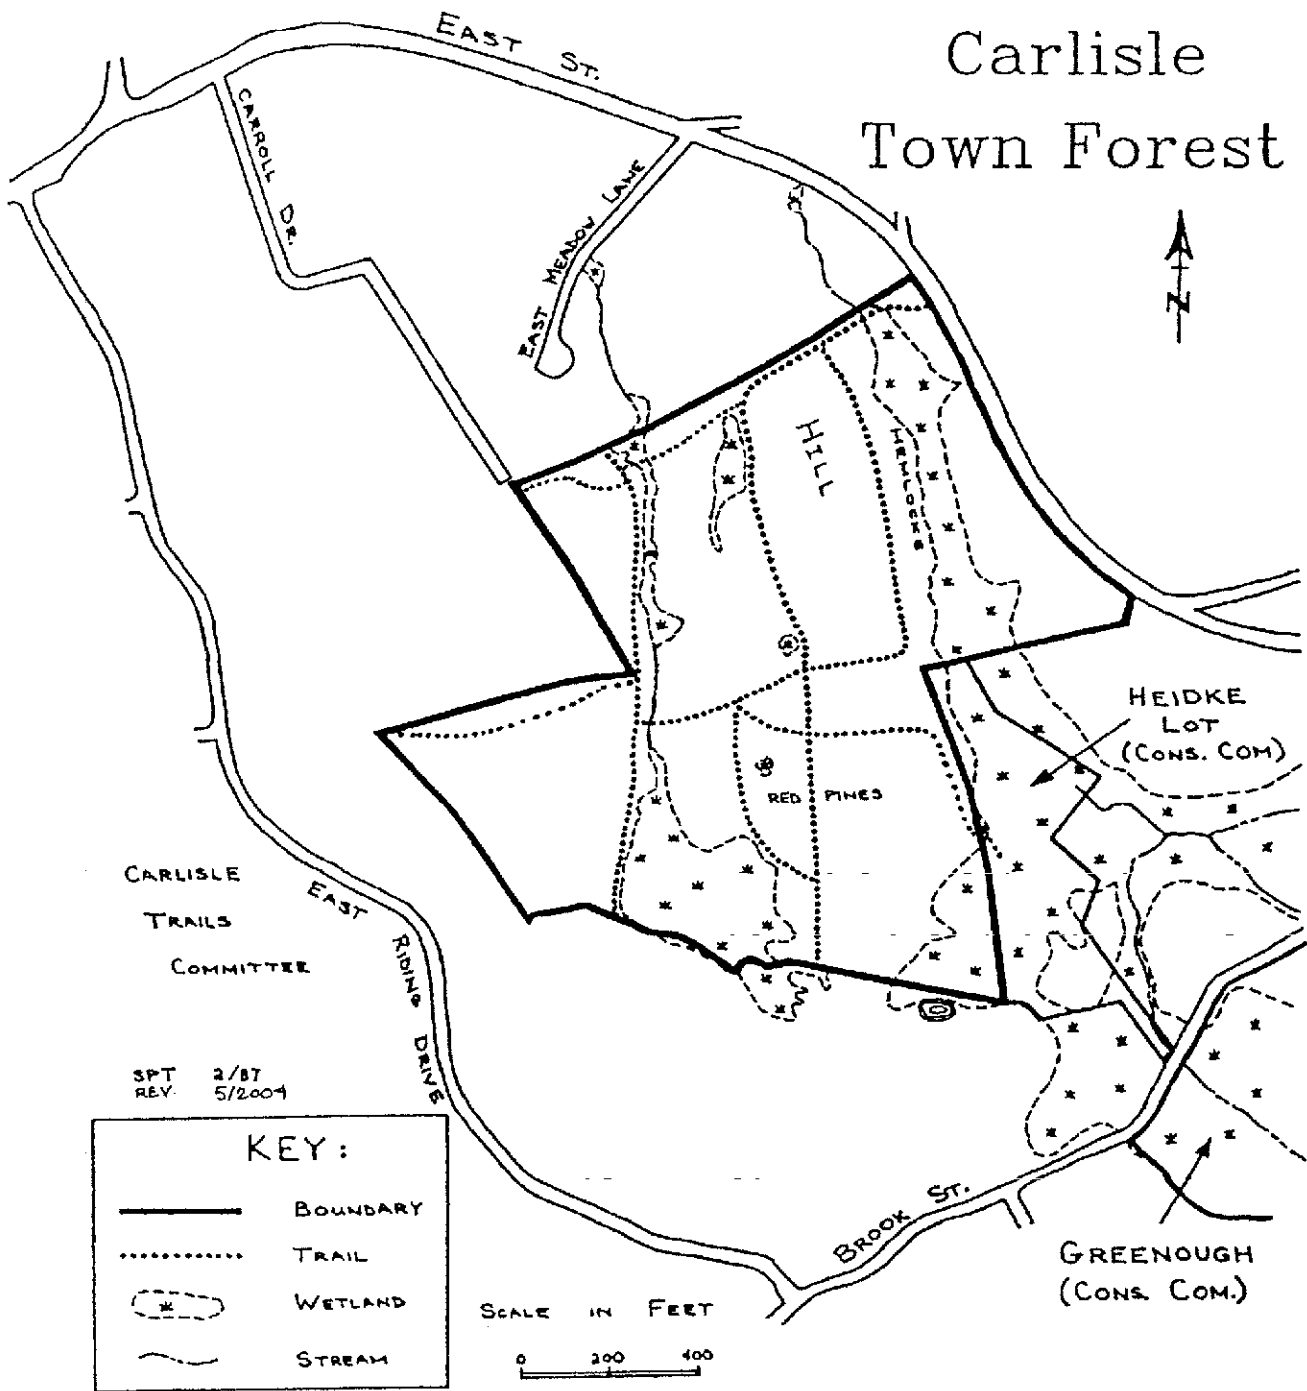 Carlisle
Town Forest
EAST ST.
CARROLL DR.
EAST MEADOW LANE
N
HILL
HEMLOCKS
HEIDKE
LOT
(CONS. COM)
RED PINES
CARLISLE
TRAILS
COMMITTEE
EAST RIDING DRIVE
SPT 2/87
REV. 5/2004
KEY:
BOUNDARY
TRAIL
WETLAND
STREAM
SCALE IN FEET
0 200 400
BROOK ST.
GREENOUGH
(CONS. COM.)